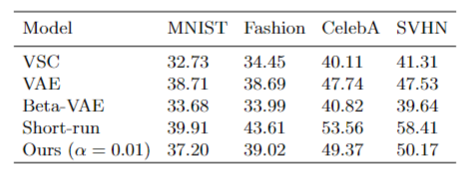 Model MNIST Fashion CelebA SVHN
VSC 32.73 34.45 40.11 41.31
VAE 38.71 38.69 47.74 47.53
Beta-VAE 33.68 33.99 40.82 39.64
Short-run 39.91 43.61 53.56 58.41
Ours (α = 0.01) 37.20 39.02 49.37 50.17